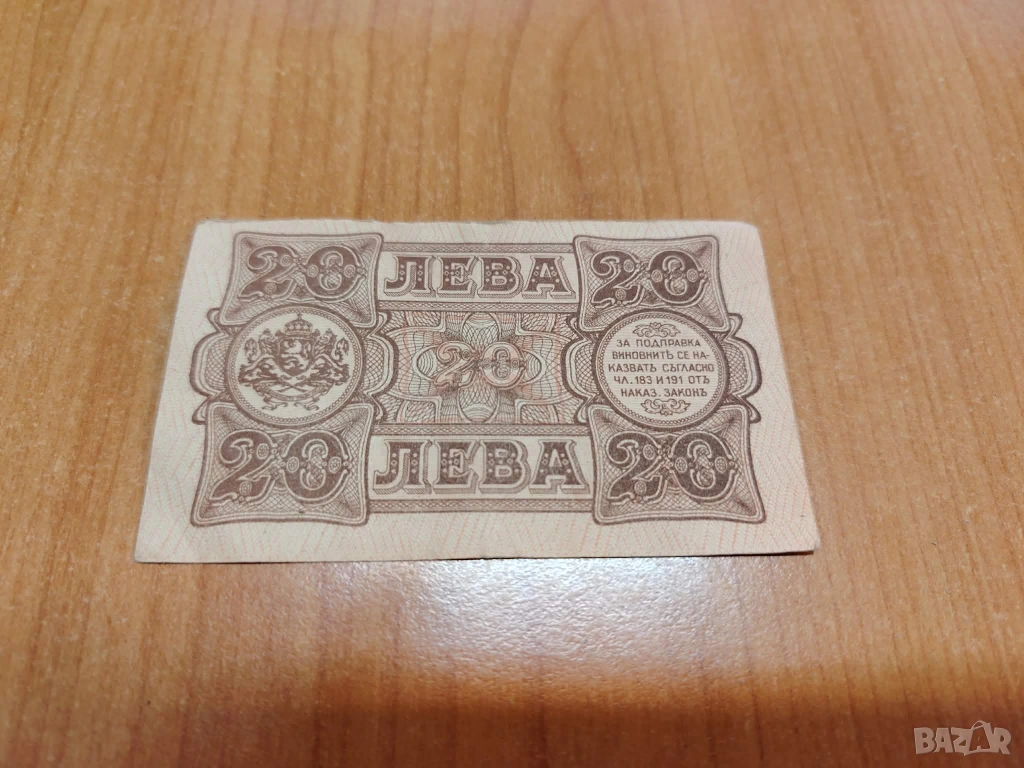 20 ЛЕВА 20
20
ЗА ПОДПРАВКА
ВИНОВНИТѢ СЕ НА-
КАЗВАТЪ СЪГЛАСНО
ЧЛ. 183 И 191 ОТЪ
НАКАЗ. ЗАКОНЪ
20 ЛЕВА 20
BAZAR